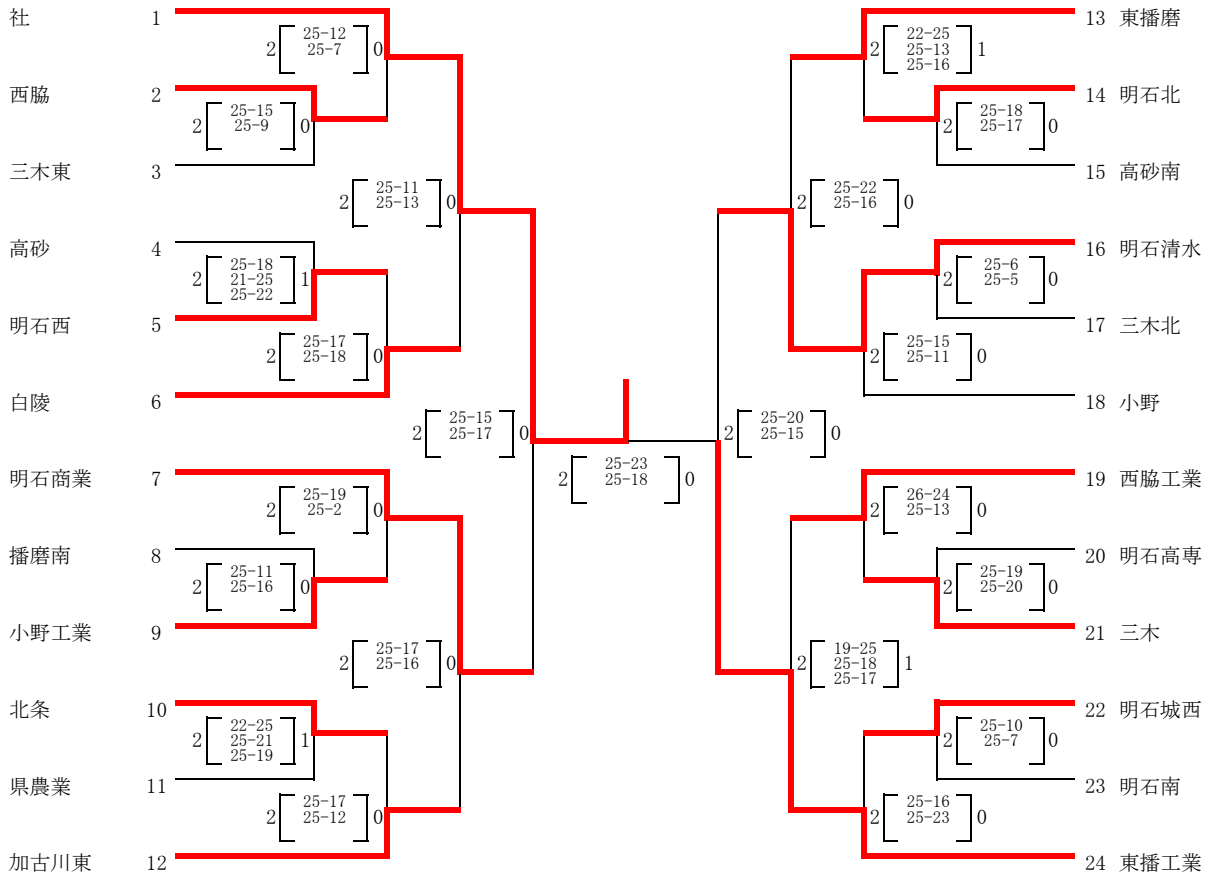 社 1
2 25-12 0
25-7
西脇 2
2 25-15 0
25-9
三木東 3
2 25-11 0
25-13
高砂 4
2 25-18 1
21-25
25-22
明石西 5
2 25-17 0
25-18
白陵 6
2 25-15 0
25-17
明石商業 7
2 25-19 0
25-2
播磨南 8
2 25-11 0
25-16
小野工業 9
2 25-17 0
25-16
北条 10
2 22-25 1
25-21
25-19
県農業 11
2 25-17 0
25-12
加古川東 12
2 25-23 0
25-18
13 東播磨
2 22-25 1
25-13
25-16
14 明石北
2 25-18 0
25-17
15 高砂南
2 25-22 0
25-16
16 明石清水
2 25-6 0
25-5
17 三木北
2 25-15 0
25-11
18 小野
2 25-20 0
25-15
19 西脇工業
2 26-24 0
25-13
20 明石高専
2 25-19 0
25-20
21 三木
2 19-25 1
25-18
25-17
22 明石城西
2 25-10 0
25-7
23 明石南
2 25-16 0
25-23
24 東播工業